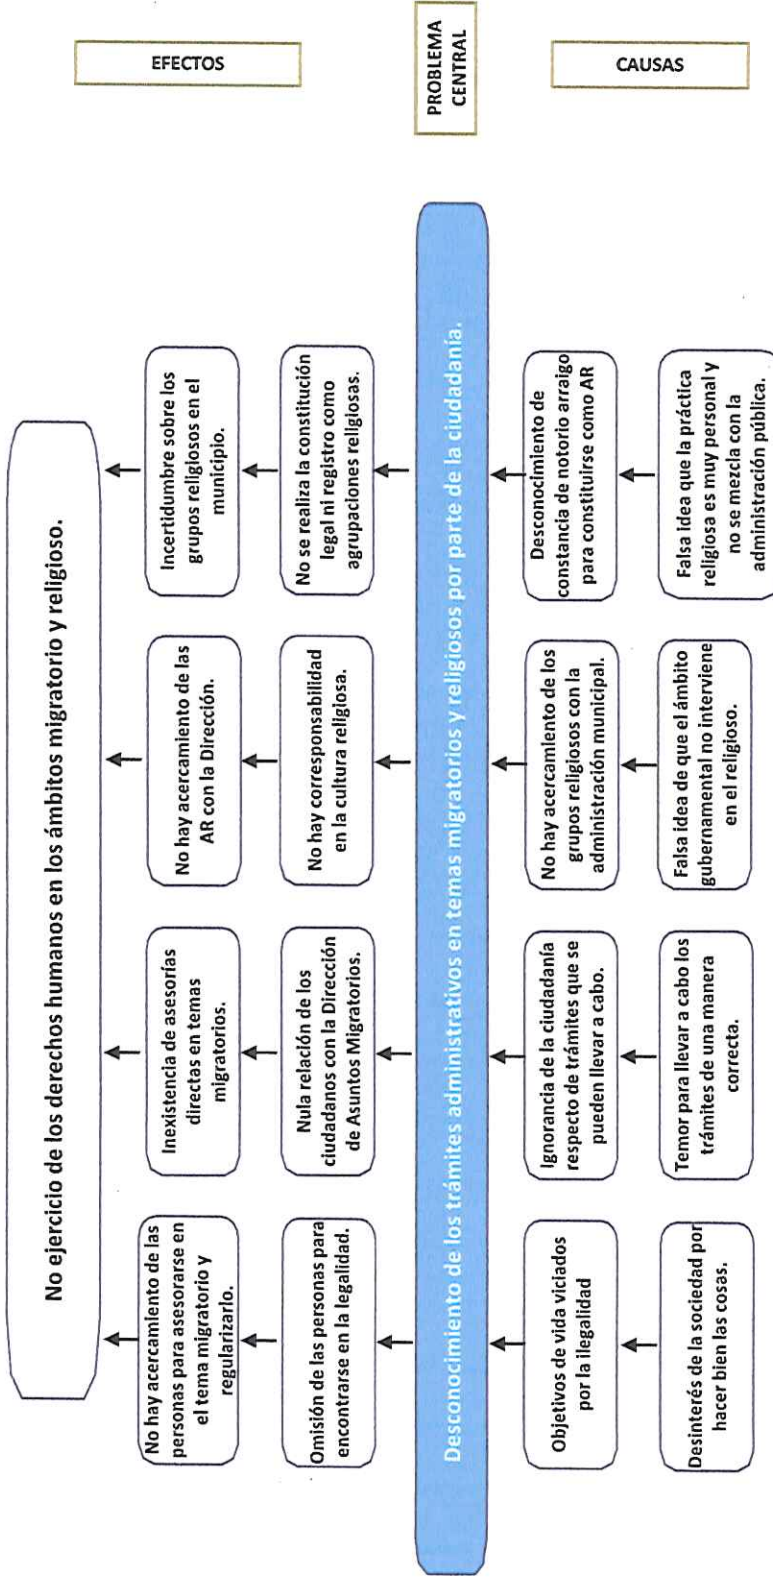 No ejercicio de los derechos humanos en los ámbitos migratorio y religioso.
EFECTOS
No hay acercamiento de las
personas para asesorarse en
el tema migratorio y
regularizarlo.
Inexistencia de asesorías
directas en temas
migratorios.
No hay acercamiento de las
AR con la Dirección.
Incertidumbre sobre los
grupos religiosos en el
municipio.
Omisión de las personas para
encontrarse en la legalidad.
Nula relación de los
ciudadanos con la Dirección
de Asuntos Migratorios.
No hay corresponsabilidad
en la cultura religiosa.
No se realiza la constitución
legal ni registro como
agrupaciones religiosas.
Desconocimiento de los trámites administrativos en temas migratorios y religiosos por parte de la ciudadanía.
PROBLEMA
CENTRAL
Objetivos de vida viciados
por la ilegalidad
Ignorancia de la ciudadanía
respecto de trámites que se
pueden llevar a cabo.
No hay acercamiento de los
grupos religiosos con la
administración municipal.
Desconocimiento de
constancia de notorio arraigo
para constituirse como AR
CAUSAS
Desinterés de la sociedad por
hacer bien las cosas.
Temor para llevar a cabo los
trámites de una manera
correcta.
Falsa idea de que el ámbito
gubernamental no interviene
en el religioso.
Falsa idea que la práctica
religiosa es muy personal y
no se mezcla con la
administración pública.